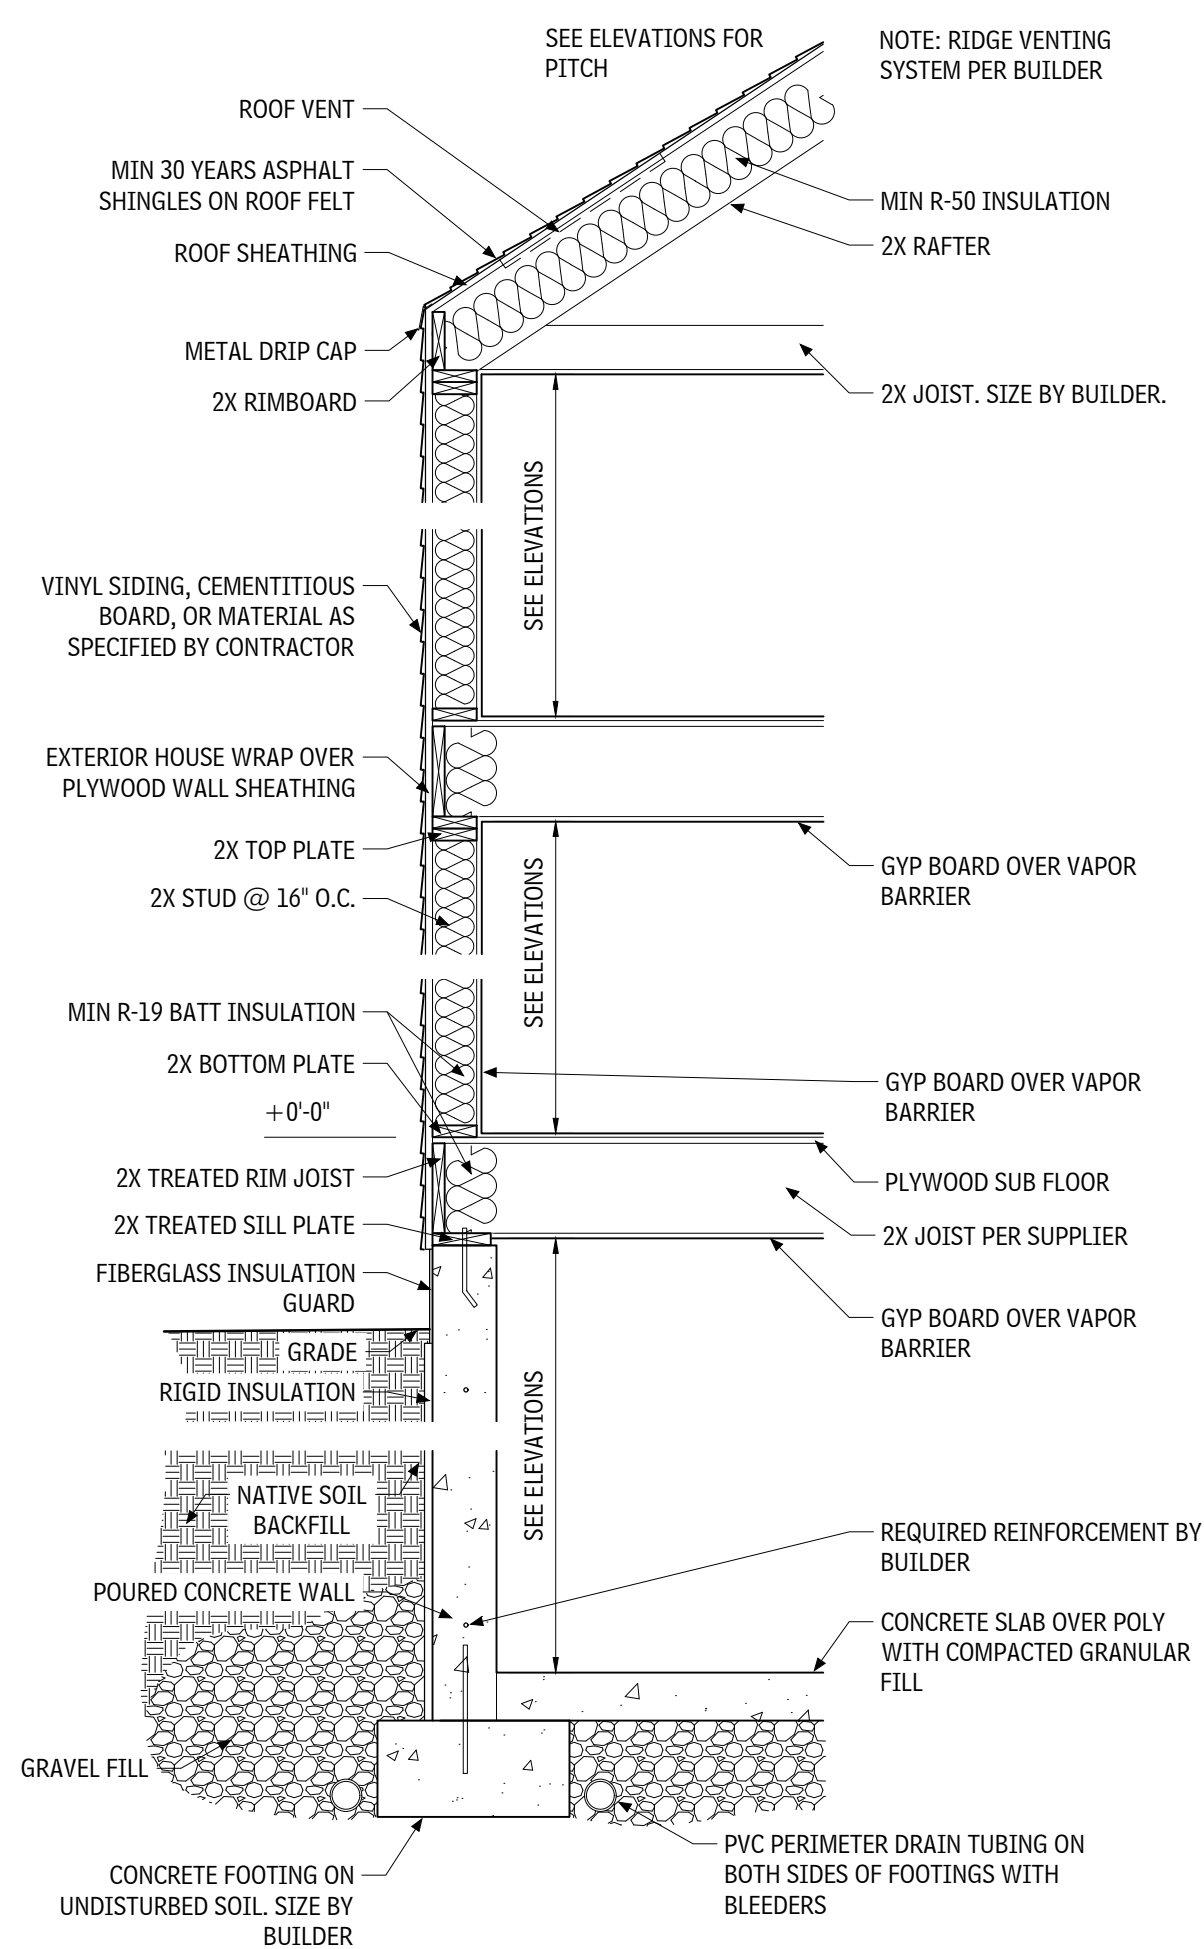 SEE ELEVATIONS FOR
PITCH
NOTE: RIDGE VENTING
SYSTEM PER BUILDER
ROOF VENT
MIN 30 YEARS ASPHALT
SHINGLES ON ROOF FELT
ROOF SHEATHING
METAL DRIP CAP
2X RIMBOARD
MIN R-50 INSULATION
2X RAFTER
2X JOIST. SIZE BY BUILDER.
SEE ELEVATIONS
VINYL SIDING, CEMENTITIOUS
BOARD, OR MATERIAL AS
SPECIFIED BY CONTRACTOR
EXTERIOR HOUSE WRAP OVER
PLYWOOD WALL SHEATHING
2X TOP PLATE
2X STUD @ 16" O.C.
GYP BOARD OVER VAPOR
BARRIER
SEE ELEVATIONS
MIN R-19 BATT INSULATION
2X BOTTOM PLATE
+0'-0"
GYP BOARD OVER VAPOR
BARRIER
2X TREATED RIM JOIST
2X TREATED SILL PLATE
PLYWOOD SUB FLOOR
2X JOIST PER SUPPLIER
FIBERGLASS INSULATION
GUARD
GYP BOARD OVER VAPOR
BARRIER
GRADE
RIGID INSULATION
SEE ELEVATIONS
NATIVE SOIL
BACKFILL
POURED CONCRETE WALL
REQUIRED REINFORCEMENT BY
BUILDER
CONCRETE SLAB OVER POLY
WITH COMPACTED GRANULAR
FILL
GRAVEL FILL
CONCRETE FOOTING ON
UNDISTURBED SOIL. SIZE BY
BUILDER
PVC PERIMETER DRAIN TUBING ON
BOTH SIDES OF FOOTINGS WITH
BLEEDERS